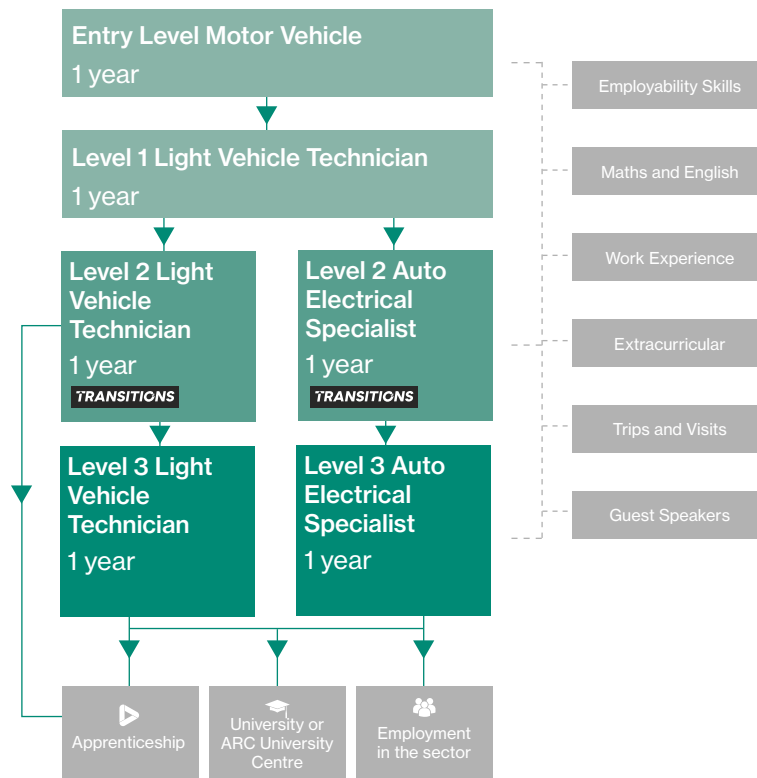 Entry Level Motor Vehicle
1 year
Level 1 Light Vehicle Technician
1 year
Level 2 Light
Vehicle
Technician
1 year
TRANSITIONS
Level 2 Auto
Electrical
Specialist
1 year
TRANSITIONS
Level 3 Light
Vehicle
Technician
1 year
Level 3 Auto
Electrical
Specialist
1 year
Apprenticeship
University or
ARC University
Centre
Employment
in the sector
Employability Skills
Maths and English
Work Experience
Extracurricular
Trips and Visits
Guest Speakers